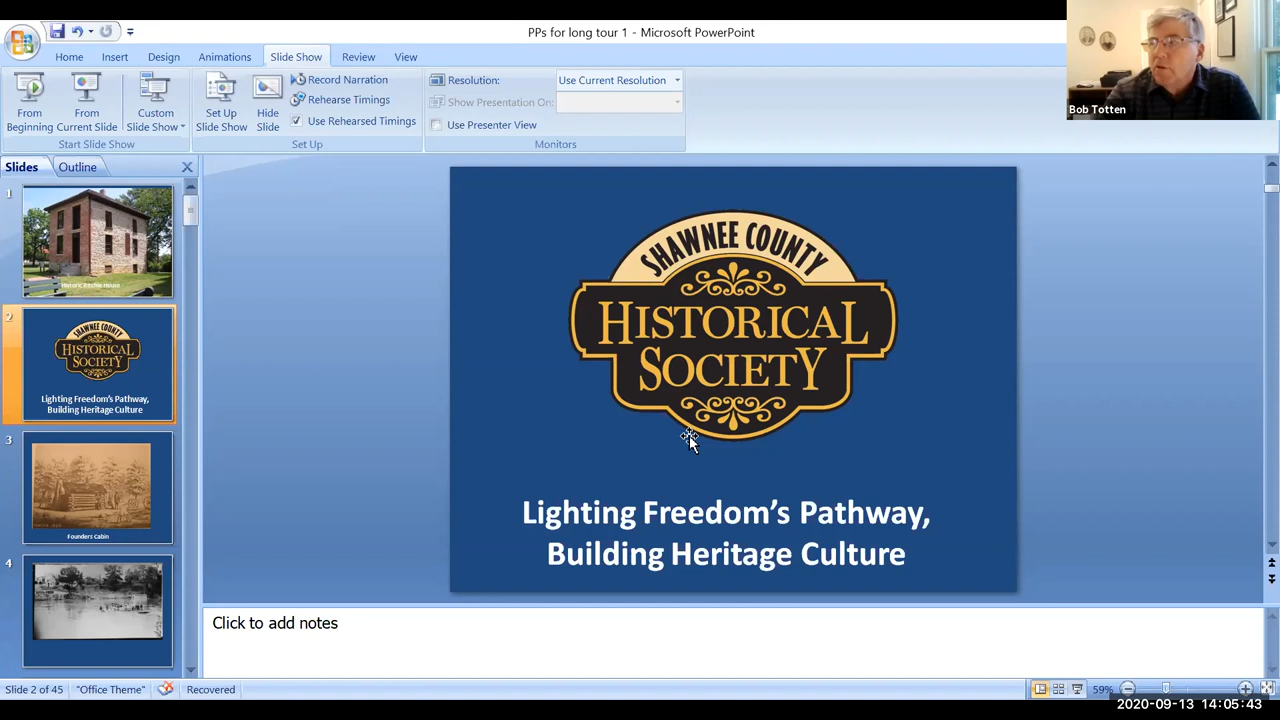 PPs for long tour 1 - Microsoft PowerPoint
Bob Totten
Home Insert Design Animations Slide Show Review View
From Beginning
From Current Slide
Custom Slide Show
Start Slide Show
Set Up Slide Show
Hide Slide
Record Narration
Rehearse Timings
Use Rehearsed Timings
Set Up
Resolution: Use Current Resolution
Show Presentation On:
Use Presenter View
Monitors
Slides Outline
1
Historic Ritchie House
2
SHAWNEE COUNTY
HISTORICAL
SOCIETY
Lighting Freedom's Pathway,
Building Heritage Culture
3
Founders Cabin
4
SHAWNEE COUNTY
HISTORICAL
SOCIETY
Lighting Freedom's Pathway,
Building Heritage Culture
Click to add notes
Slide 2 of 45 "Office Theme" Recovered 59%
2020-09-13 14:05:43